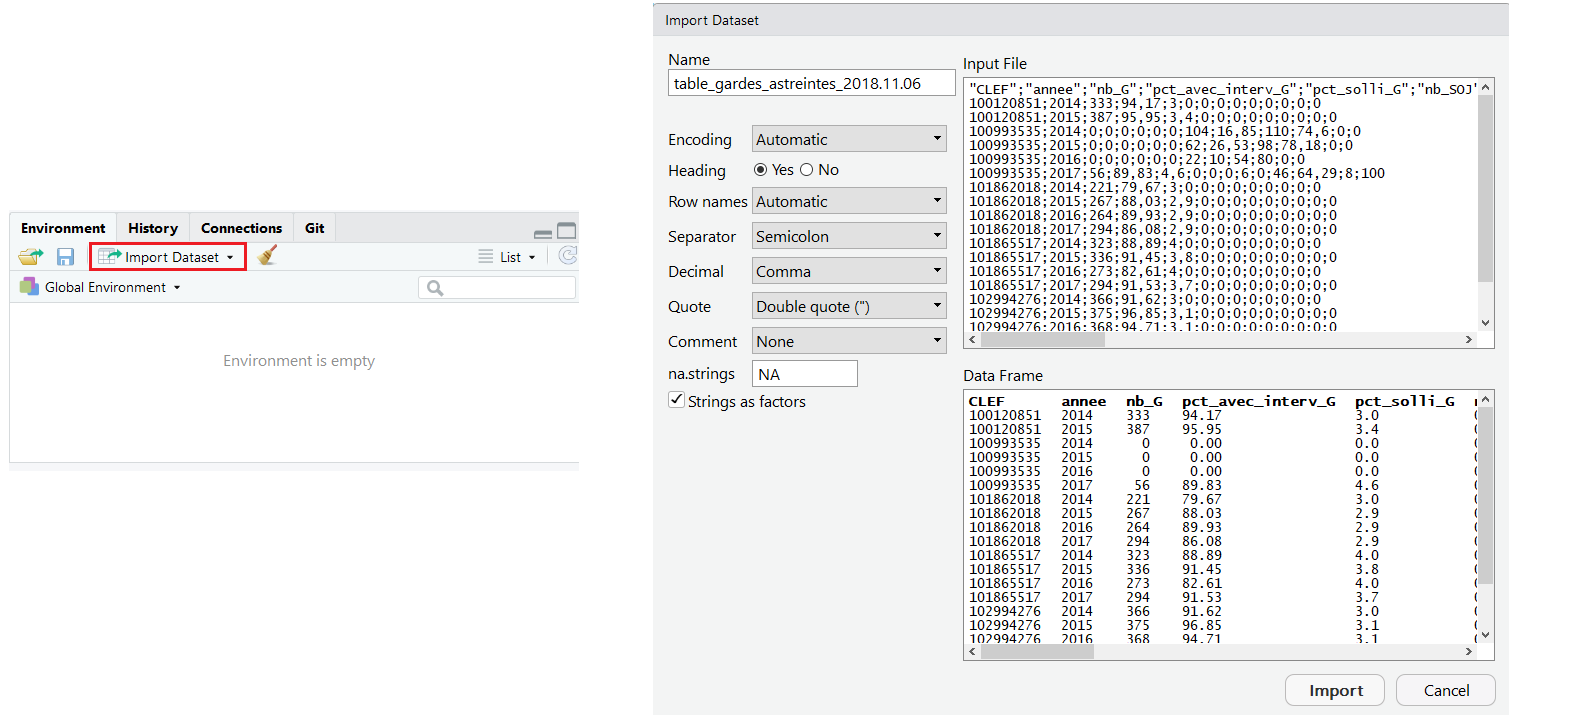 Environment History Connections Git
Import Dataset List
Global Environment
Environment is empty
Import Dataset
Name
table_gardes_astreintes_2018.11.06
Encoding Automatic
Heading Yes No
Row names Automatic
Separator Semicolon
Decimal Comma
Quote Double quote (")
Comment None
na.strings NA
Strings as factors
Input File
"CLEF";"annee";"nb_G";"pct_avec_interv_G";"pct_solli_G";"nb_SOJ"
100120851;2014;333;94,17;3;0;0;0;0;0;0;0;0;0
100120851;2015;387;95,95;3,4;0;0;0;0;0;0;0;0;0
100993535;2014;0;0;0;0;0;104;16,85;110;74,6;0;0
100993535;2015;0;0;0;0;0;0;62;26,53;98;78,18;0;0
100993535;2016;0;0;0;0;0;0;22;10;54;80;0;0
100993535;2017;56;89,83;4,6;0;0;0;6;0;46;64,29;8;100
101862018;2014;221;79,67;3;0;0;0;0;0;0;0;0;0
101862018;2015;267;88,03;2,9;0;0;0;0;0;0;0;0;0
101862018;2016;264;89,93;2,9;0;0;0;0;0;0;0;0;0
101862018;2017;294;86,08;2,9;0;0;0;0;0;0;0;0;0
101865517;2014;323;88,89;4;0;0;0;0;0;0;0;0;0
101865517;2015;336;91,45;3,8;0;0;0;0;0;0;0;0;0
101865517;2016;273;82,61;4;0;0;0;0;0;0;0;0;0
101865517;2017;294;91,53;3,7;0;0;0;0;0;0;0;0;0
102994276;2014;366;91,62;3;0;0;0;0;0;0;0;0;0
102994276;2015;375;96,85;3,1;0;0;0;0;0;0;0;0;0
102994276;2016;368;94,71;3,1;0;0;0;0;0;0;0;0;0
Data Frame
CLEF annee nb_G pct_avec_interv_G pct_solli_G
100120851 2014 333 94.17 3.0
100120851 2015 387 95.95 3.4
100993535 2014 0 0.00 0.0
100993535 2015 0 0.00 0.0
100993535 2016 0 0.00 0.0
100993535 2017 56 89.83 4.6
101862018 2014 221 79.67 3.0
101862018 2015 267 88.03 2.9
101862018 2016 264 89.93 2.9
101862018 2017 294 86.08 2.9
101865517 2014 323 88.89 4.0
101865517 2015 336 91.45 3.8
101865517 2016 273 82.61 4.0
101865517 2017 294 91.53 3.7
102994276 2014 366 91.62 3.0
102994276 2015 375 96.85 3.1
102994276 2016 368 94.71 3.1
Import Cancel